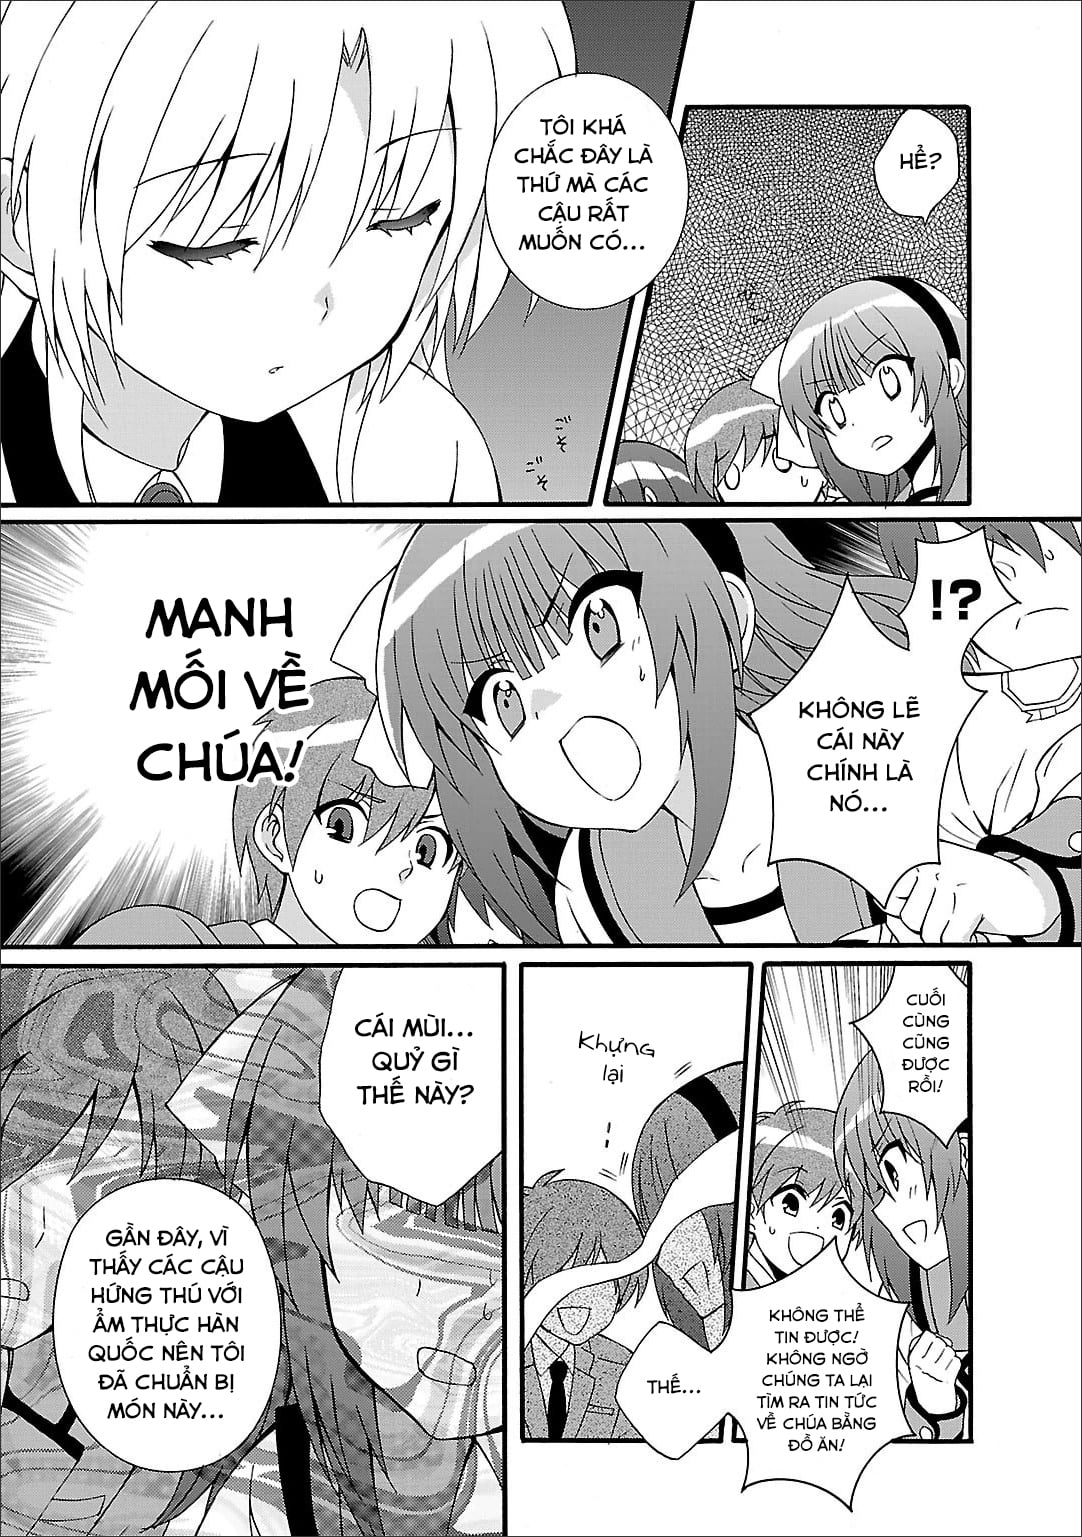 HỂ?
TÔI KHÁ
CHẮC ĐÂY LÀ
THỨ MÀ CÁC
CẬU RẤT
MUỐN CÓ...
ごそ
ごそ
!?
KHÔNG LẼ
CÁI NÀY
CHÍNH LÀ
NÓ...
MANH
MỐI VỀ
CHÚA!
CUỐI
CÙNG
CŨNG
ĐƯỢC
RỒI!
KHÔNG THỂ
TIN ĐƯỢC!
KHÔNG NGỜ
CHÚNG TA LẠI
TÌM RA TIN TỨC
VỀ CHÚA BẰNG
ĐỒ ĂN!
Khựng
lại
THẾ...
CÁI MÙI...
QUỶ GÌ
THẾ NÀY?
GẦN ĐÂY, VÌ
THẤY CÁC CẬU
HỨNG THÚ VỚI
ẨM THỰC HÀN
QUỐC NÊN TÔI
ĐÃ CHUẨN BỊ
MÓN NÀY...